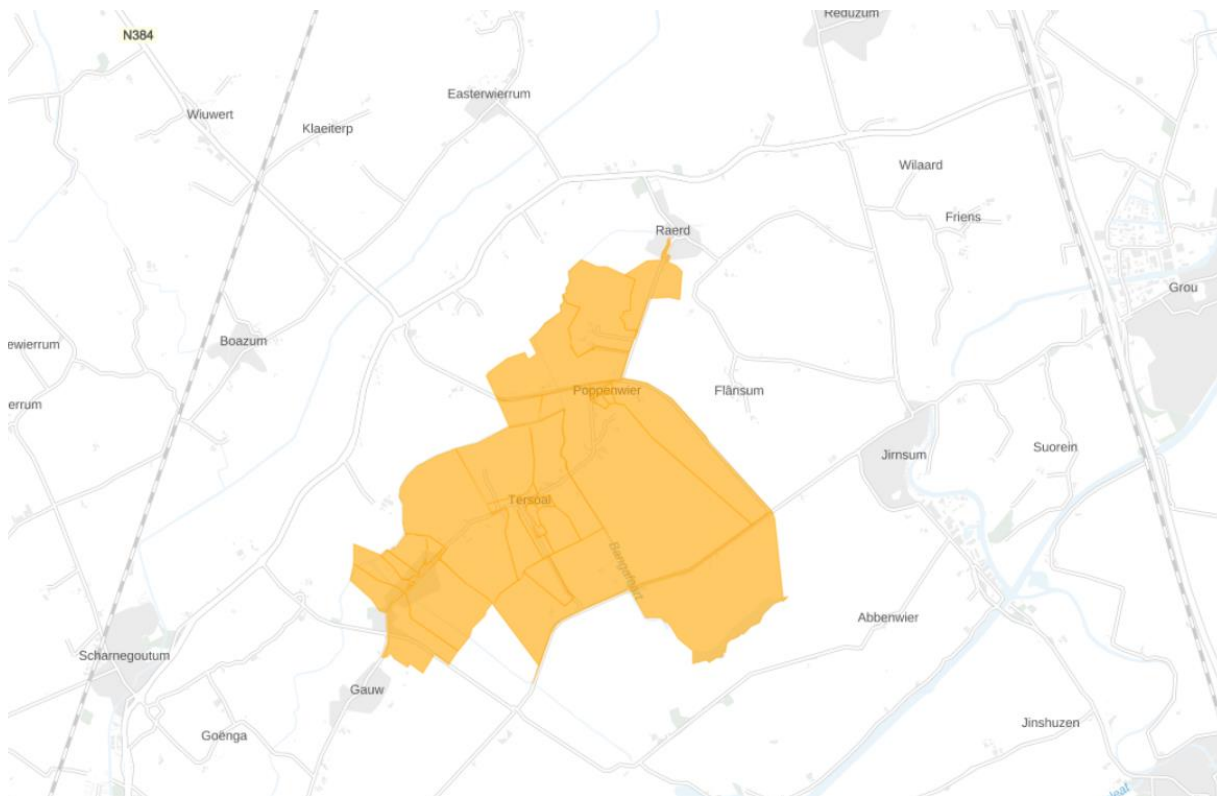 Reduzum
N384
Easterwierrum
Wiuwert
Klaeiterp
Wilaard
Friens
Raerd
Grou
Boazum
ewierrum
Poppenwier
Flânsum
errum
Jirnsum
Suorein
Tersoal
Bangafeart
Abbenwier
Scharnegoutum
Gauw
Jinshuzen
Goënga